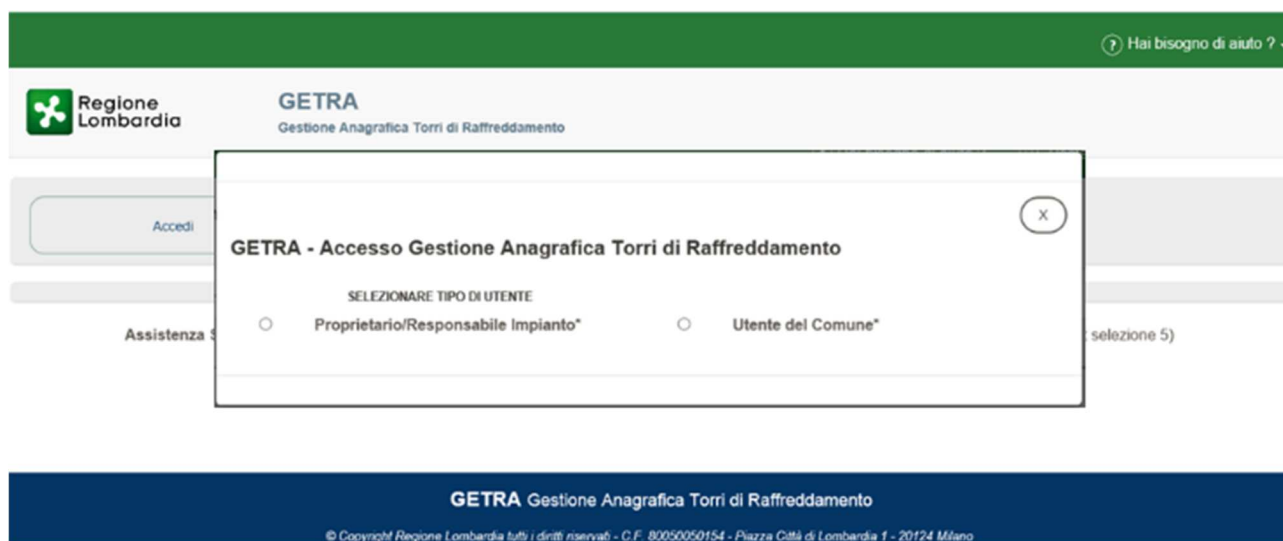 Hai bisogno di aiuto ?
Regione
Lombardia
GETRA
Gestione Anagrafica Torri di Raffreddamento
Accedi
X
GETRA - Accesso Gestione Anagrafica Torri di Raffreddamento
SELEZIONARE TIPO DI UTENTE
Proprietario/Responsabile Impianto*
Utente del Comune*
Assistenza
selezione 5)
GETRA Gestione Anagrafica Torri di Raffreddamento
© Copyright Regione Lombardia tutti i diritti riservati - C.F. 80050050154 - Piazza Città di Lombardia 1 - 20124 Milano